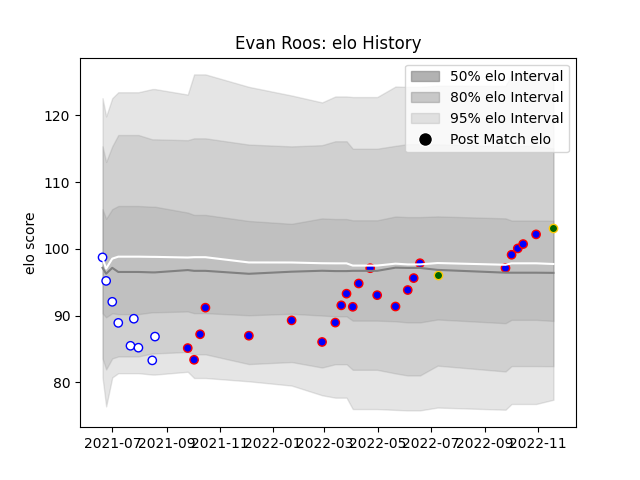 Evan Roos: elo History
50% elo Interval
80% elo Interval
95% elo Interval
Post Match elo
elo score
120
110
100
90
80
2021-07 2021-09 2021-11 2022-01 2022-03 2022-05 2022-07 2022-09 2022-11